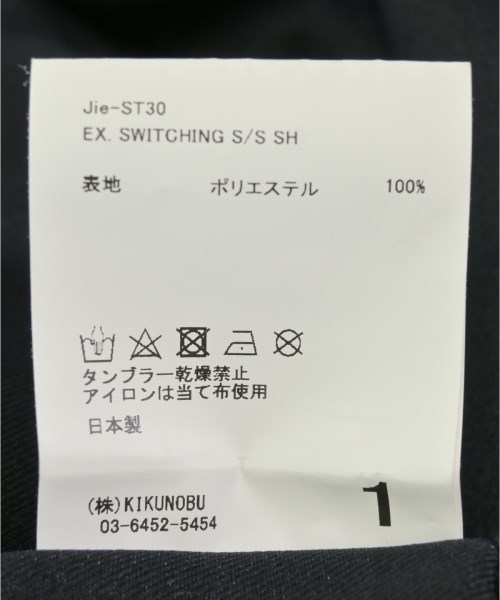 Jie-ST30
EX. SWITCHING S/S SH
表地 ポリエステル 100%
タンブラー乾燥禁止
アイロンは当て布使用
日本製
(株)KIKUNOBU
03-6452-5454
1